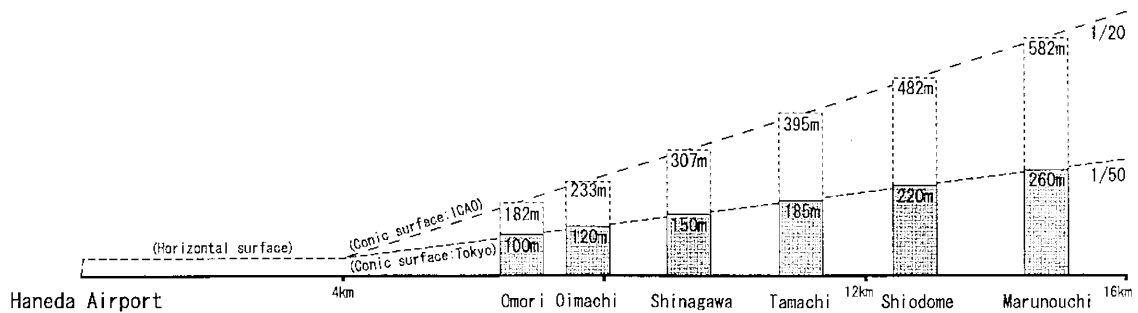 1/20
582m
482m
395m
1/50
307m
260m
233m
220m
185m
182m
150m
120m
100m
(Conic surface:ICAO)
(Horizontal surface)
(Conic surface:Tokyo)
Haneda Airport
4km
Omori
Oimachi
Shinagawa
Tamachi
12km
Shiodome
Marunouchi
16km